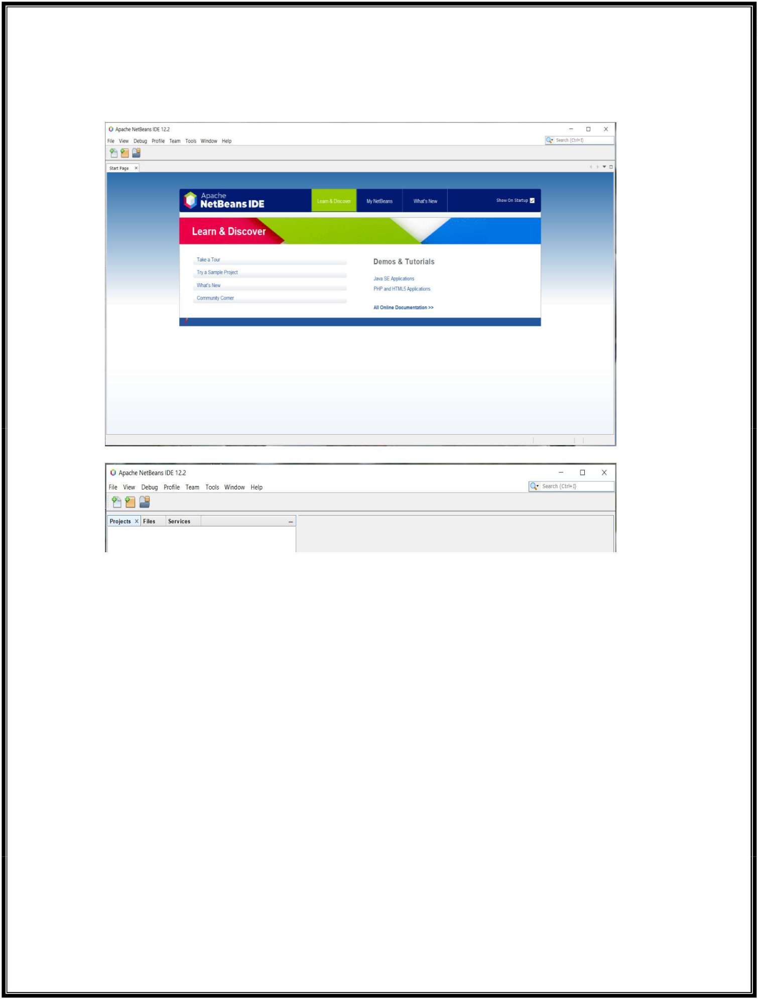 Apache NetBeans IDE 12.2
File View Debug Profile Team Tools Window Help
Search (Ctrl+I)
Start Page
Apache
NetBeans IDE
Learn & Discover
My NetBeans
What's New
Show On Startup
Learn & Discover
Take a Tour
Try a Sample Project
What's New
Community Corner
Demos & Tutorials
Java SE Applications
PHP and HTML5 Applications
All Online Documentation >>
Apache NetBeans IDE 12.2
File View Debug Profile Team Tools Window Help
Search (Ctrl+I)
Projects Files Services